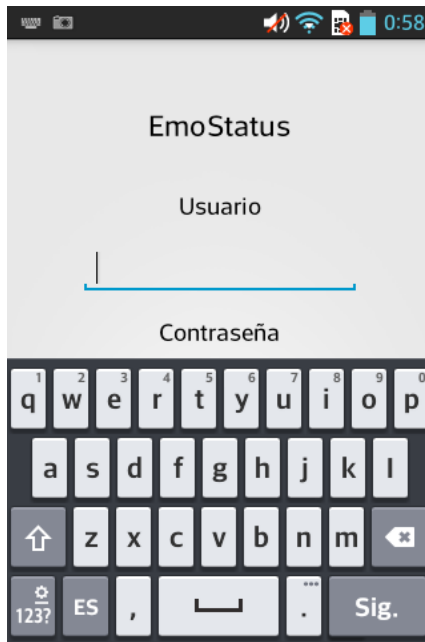 0:58
EmoStatus
Usuario
Contraseña
1 2 3 4 5 6 7 8 9 0
q w e r t y u i o p
a s d f g h j k l
z x c v b n m
123? ES , . Sig.